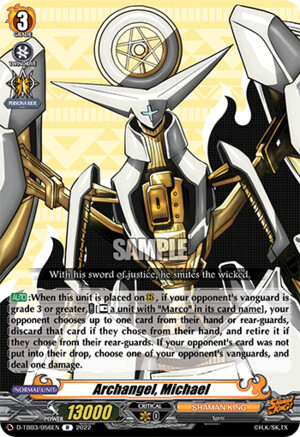 3
GRADE
TWIN DRIVE
PERSONA RIDE
SAMPLE
With his sword of justice, he smites the wicked.
AUTO:When this unit is placed on , if your opponent's vanguard is
grade 3 or greater, [ a unit with "Marco" in its card name], your
opponent chooses up to one card from their hand or rear-guards,
discard that card if they chose from their hand, and retire it if
they chose from their rear-guards. If your opponent's card was not
put into their drop, choose one of your opponent's vanguards, and
deal one damage.
NORMAL UNIT
Archangel, Michael
POWER 13000
CRITICAL
0
SHAMAN KING
Spirit
D-TB03/056EN R 2022
©H.T./K, SK,TX